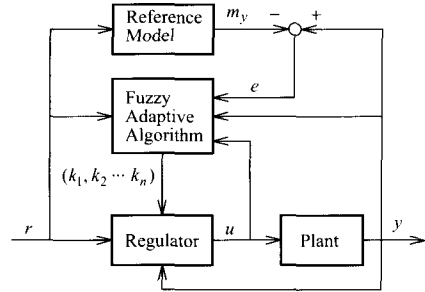 Reference
Model
m_y
−
+
e
Fuzzy
Adaptive
Algorithm
(k_1, k_2 ··· k_n)
r
Regulator
u
Plant
y